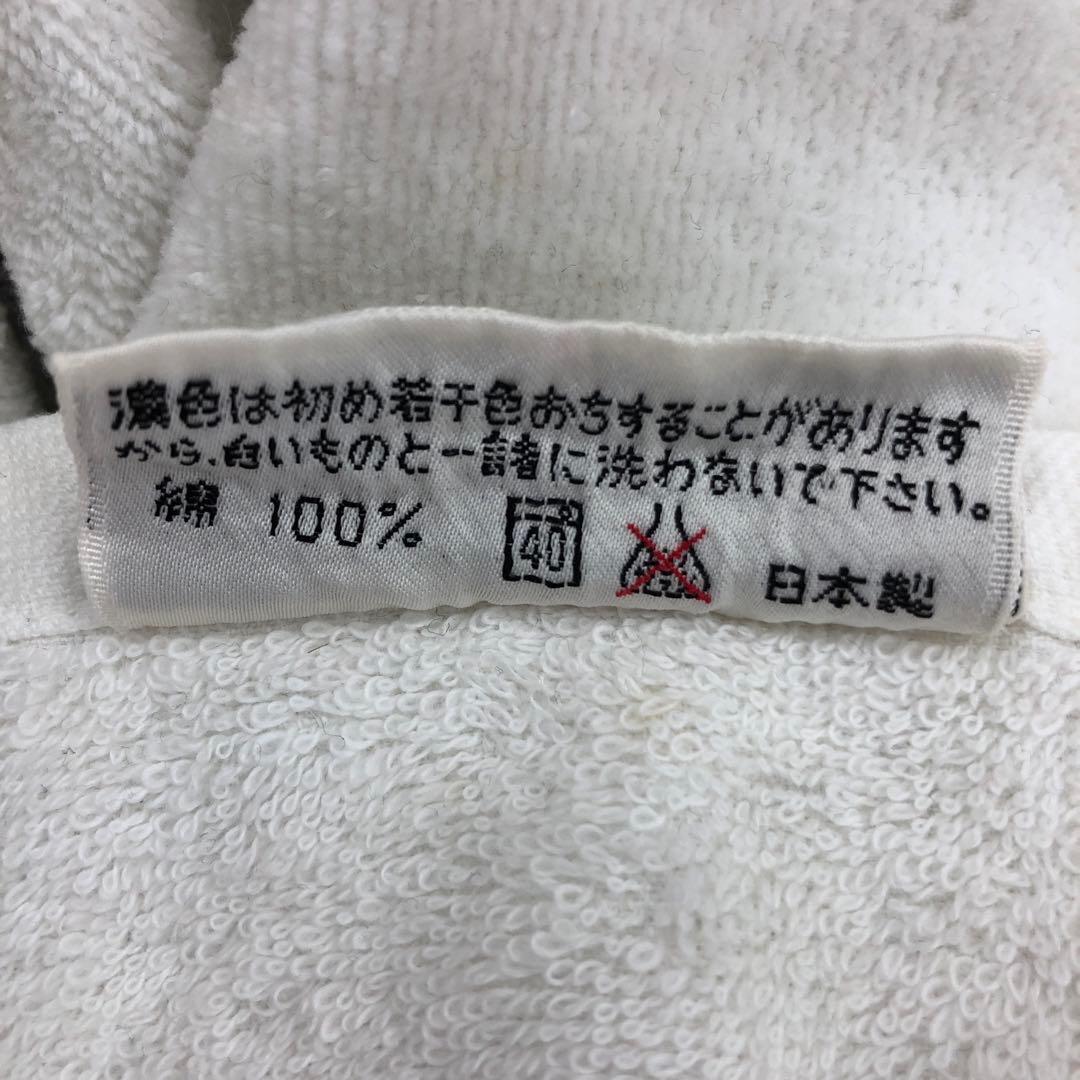 濃色は初め若干色おちすることがあります
から、白いものと一諸に洗わないで下さい。
綿 100% 40 日本製